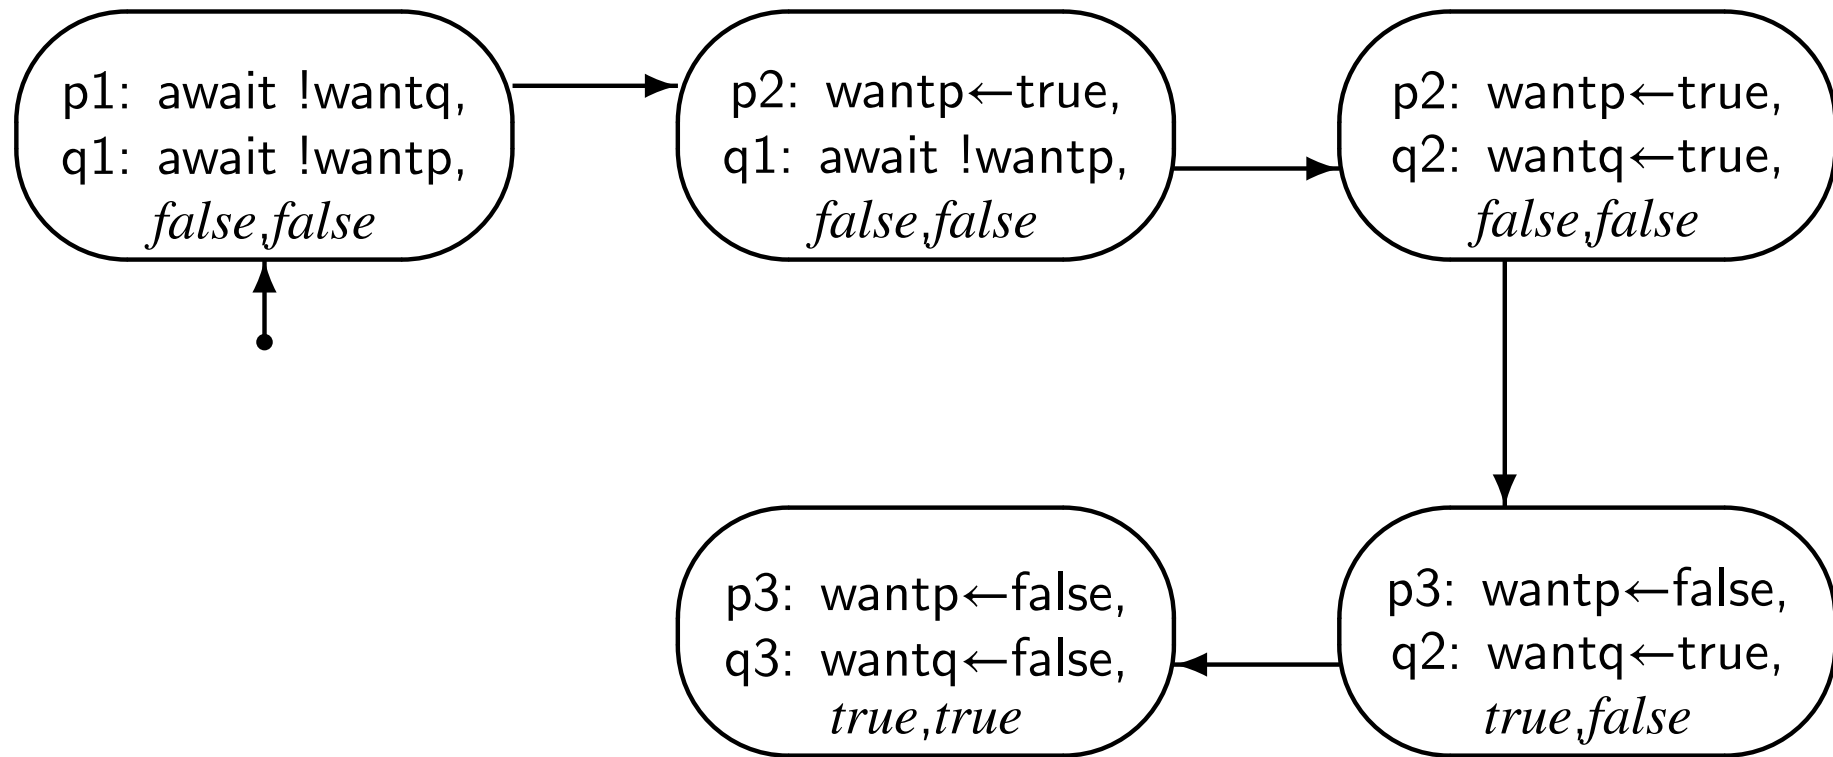 p1: await !wantq,
q1: await !wantp,
false,false
p2: wantp←true,
q1: await !wantp,
false,false
p2: wantp←true,
q2: wantq←true,
false,false
p3: wantp←false,
q3: wantq←false,
true,true
p3: wantp←false,
q2: wantq←true,
true,false